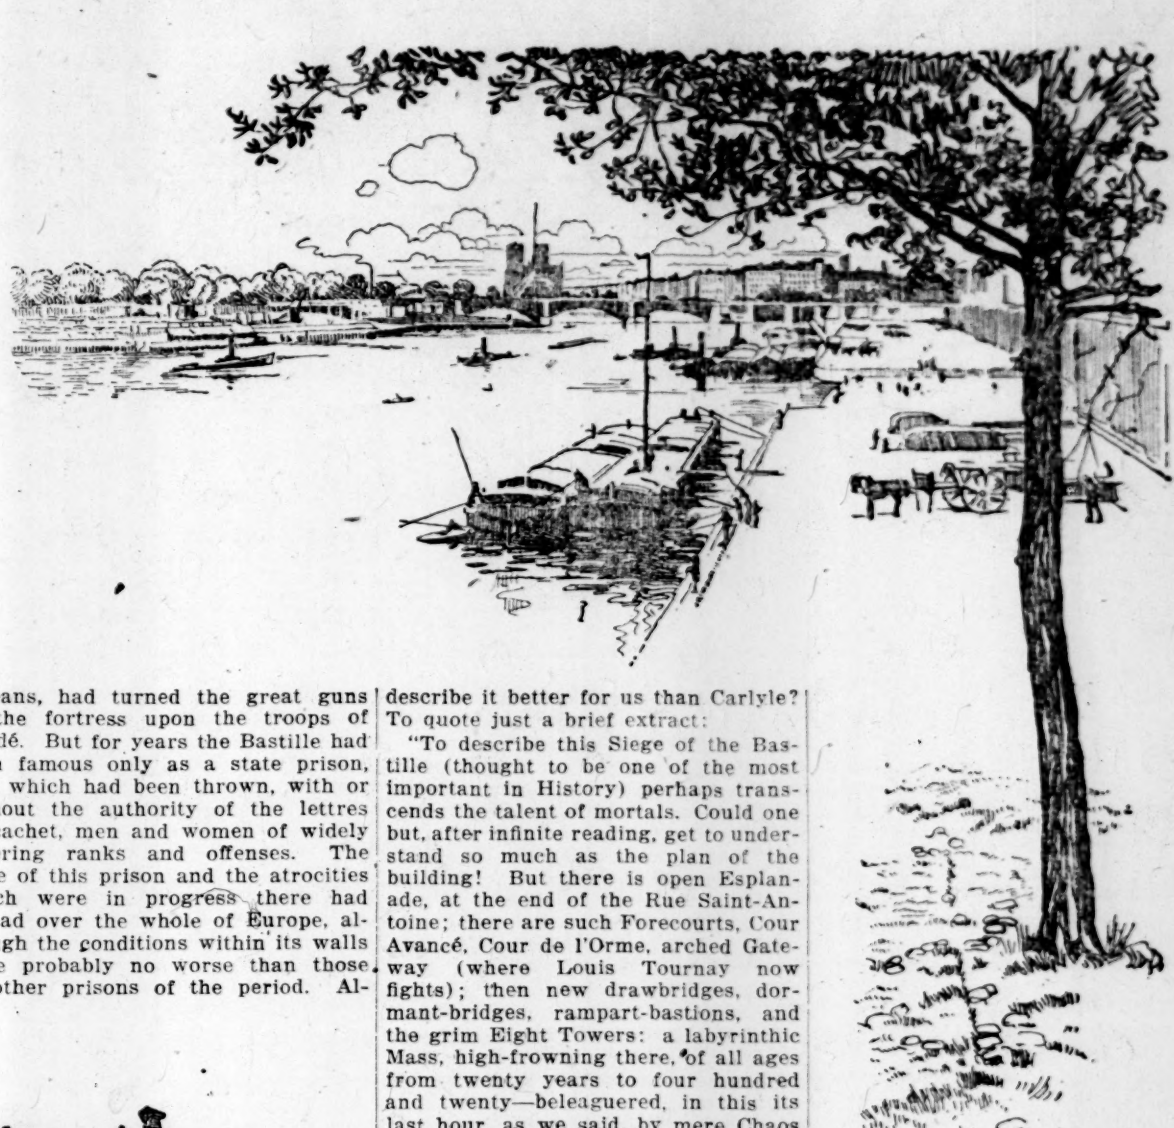 ans, had turned the great guns
the fortress upon the troops of
dé. But for years the Bastille had
famous only as a state prison,
which had been thrown, with or
out the authority of the lettres
cachet, men and women of widely
ring ranks and offenses. The
e of this prison and the atrocities
ch were in progress there had
ad over the whole of Europe, al-
gh the conditions within its walls
e probably no worse than those
other prisons of the period. Al-
describe it better for us than Carlyle?
To quote just a brief extract:
"To describe this Siege of the Bas-
tille (thought to be one of the most
important in History) perhaps trans-
cends the talent of mortals. Could one
but, after infinite reading, get to under-
stand so much as the plan of the
building! But there is open Esplan-
ade, at the end of the Rue Saint-An-
toine; there are such Forecourts, Cour
Avancé, Cour de l'Orme, arched Gate-
way (where Louis Tournay now
fights); then new drawbridges, dor-
mant-bridges, rampart-bastions, and
the grim Eight Towers: a labyrinthic
Mass, high-frowning there, of all ages
from twenty years to four hundred
and twenty—beleaguered, in this its
last hour, as we said, by mere Chaos